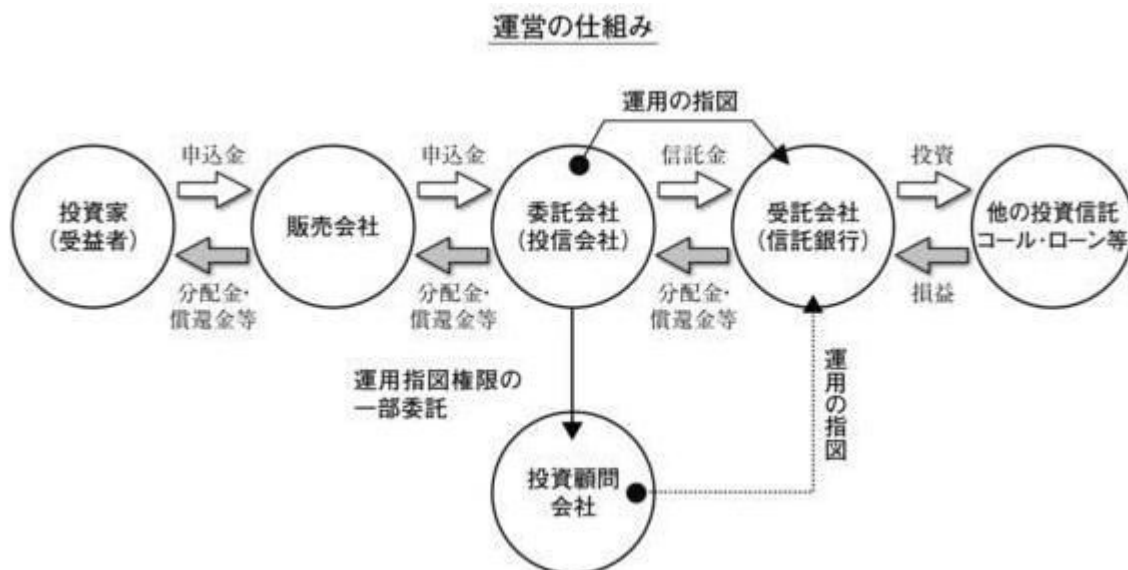 運営の仕組み
運用の指図
申込金
申込金
信託金
投資
投資家
（受益者）
販売会社
委託会社
（投信会社）
受託会社
（信託銀行）
他の投資信託
コール・ローン等
分配金・
償還金等
分配金・
償還金等
分配金・
償還金等
損益
運用指図権限の
一部委託
運用の指図
投資顧問
会社